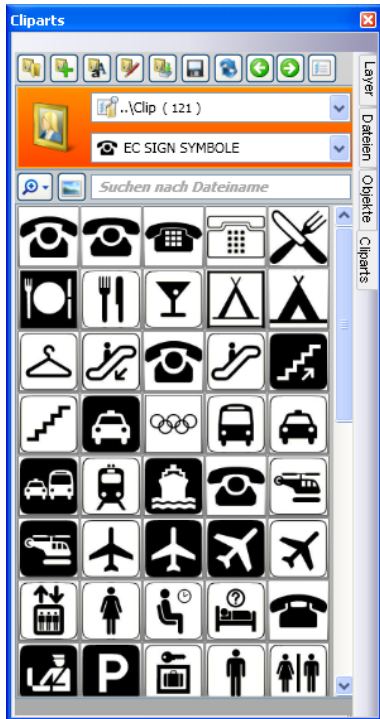 Cliparts
..\Clip ( 121 )
EC SIGN SYMBOLE
Suchen nach Dateiname
Layer
Dateien
Objekte
Cliparts
P